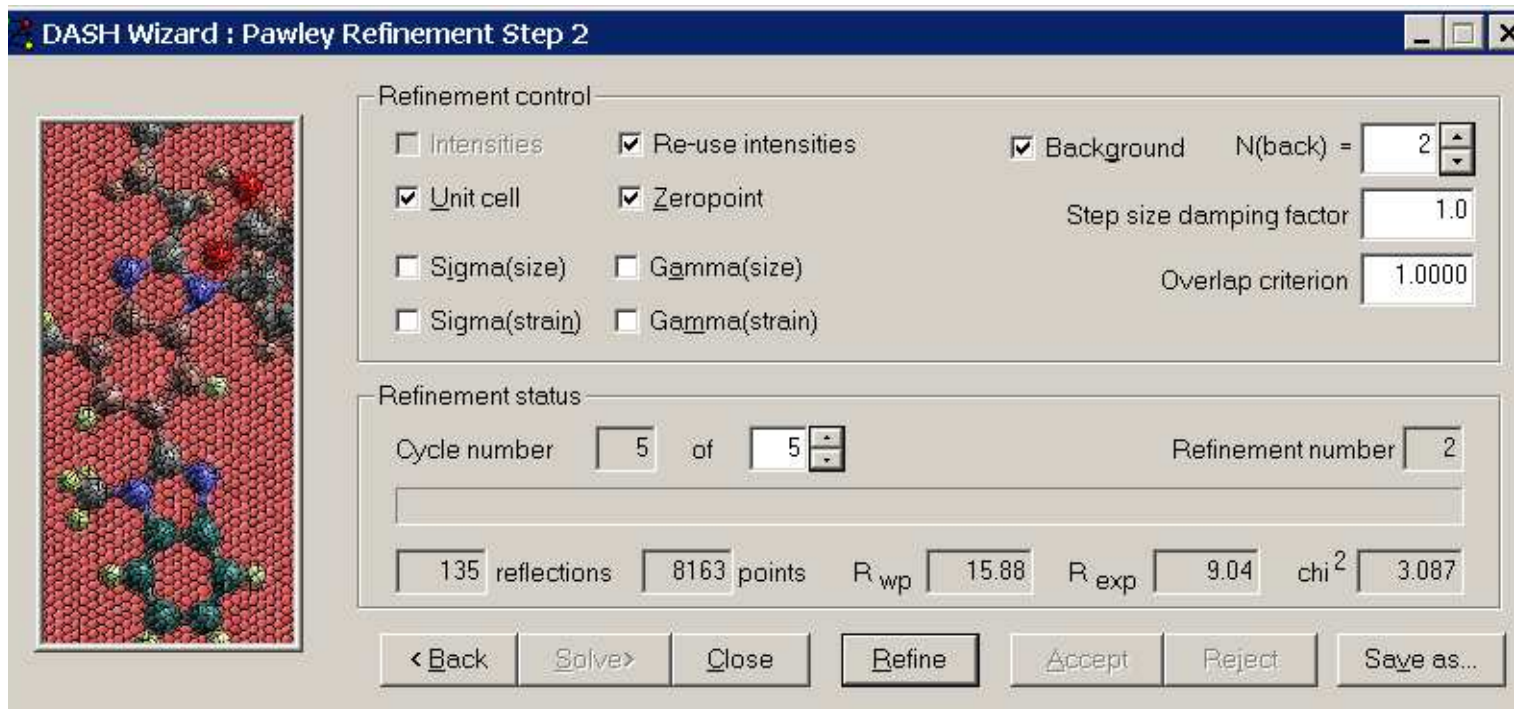 DASH Wizard : Pawley Refinement Step 2
Refinement control
Intensities Re-use intensities Background N(back) = 2
Unit cell Zeropoint Step size damping factor 1.0
Sigma(size) Gamma(size) Overlap criterion 1.0000
Sigma(strain) Gamma(strain)
Refinement status
Cycle number 5 of 5 Refinement number 2
135 reflections 8163 points R wp 15.88 R exp 9.04 chi 2 3.087
< Back Solve> Close Refine Accept Reject Save as...